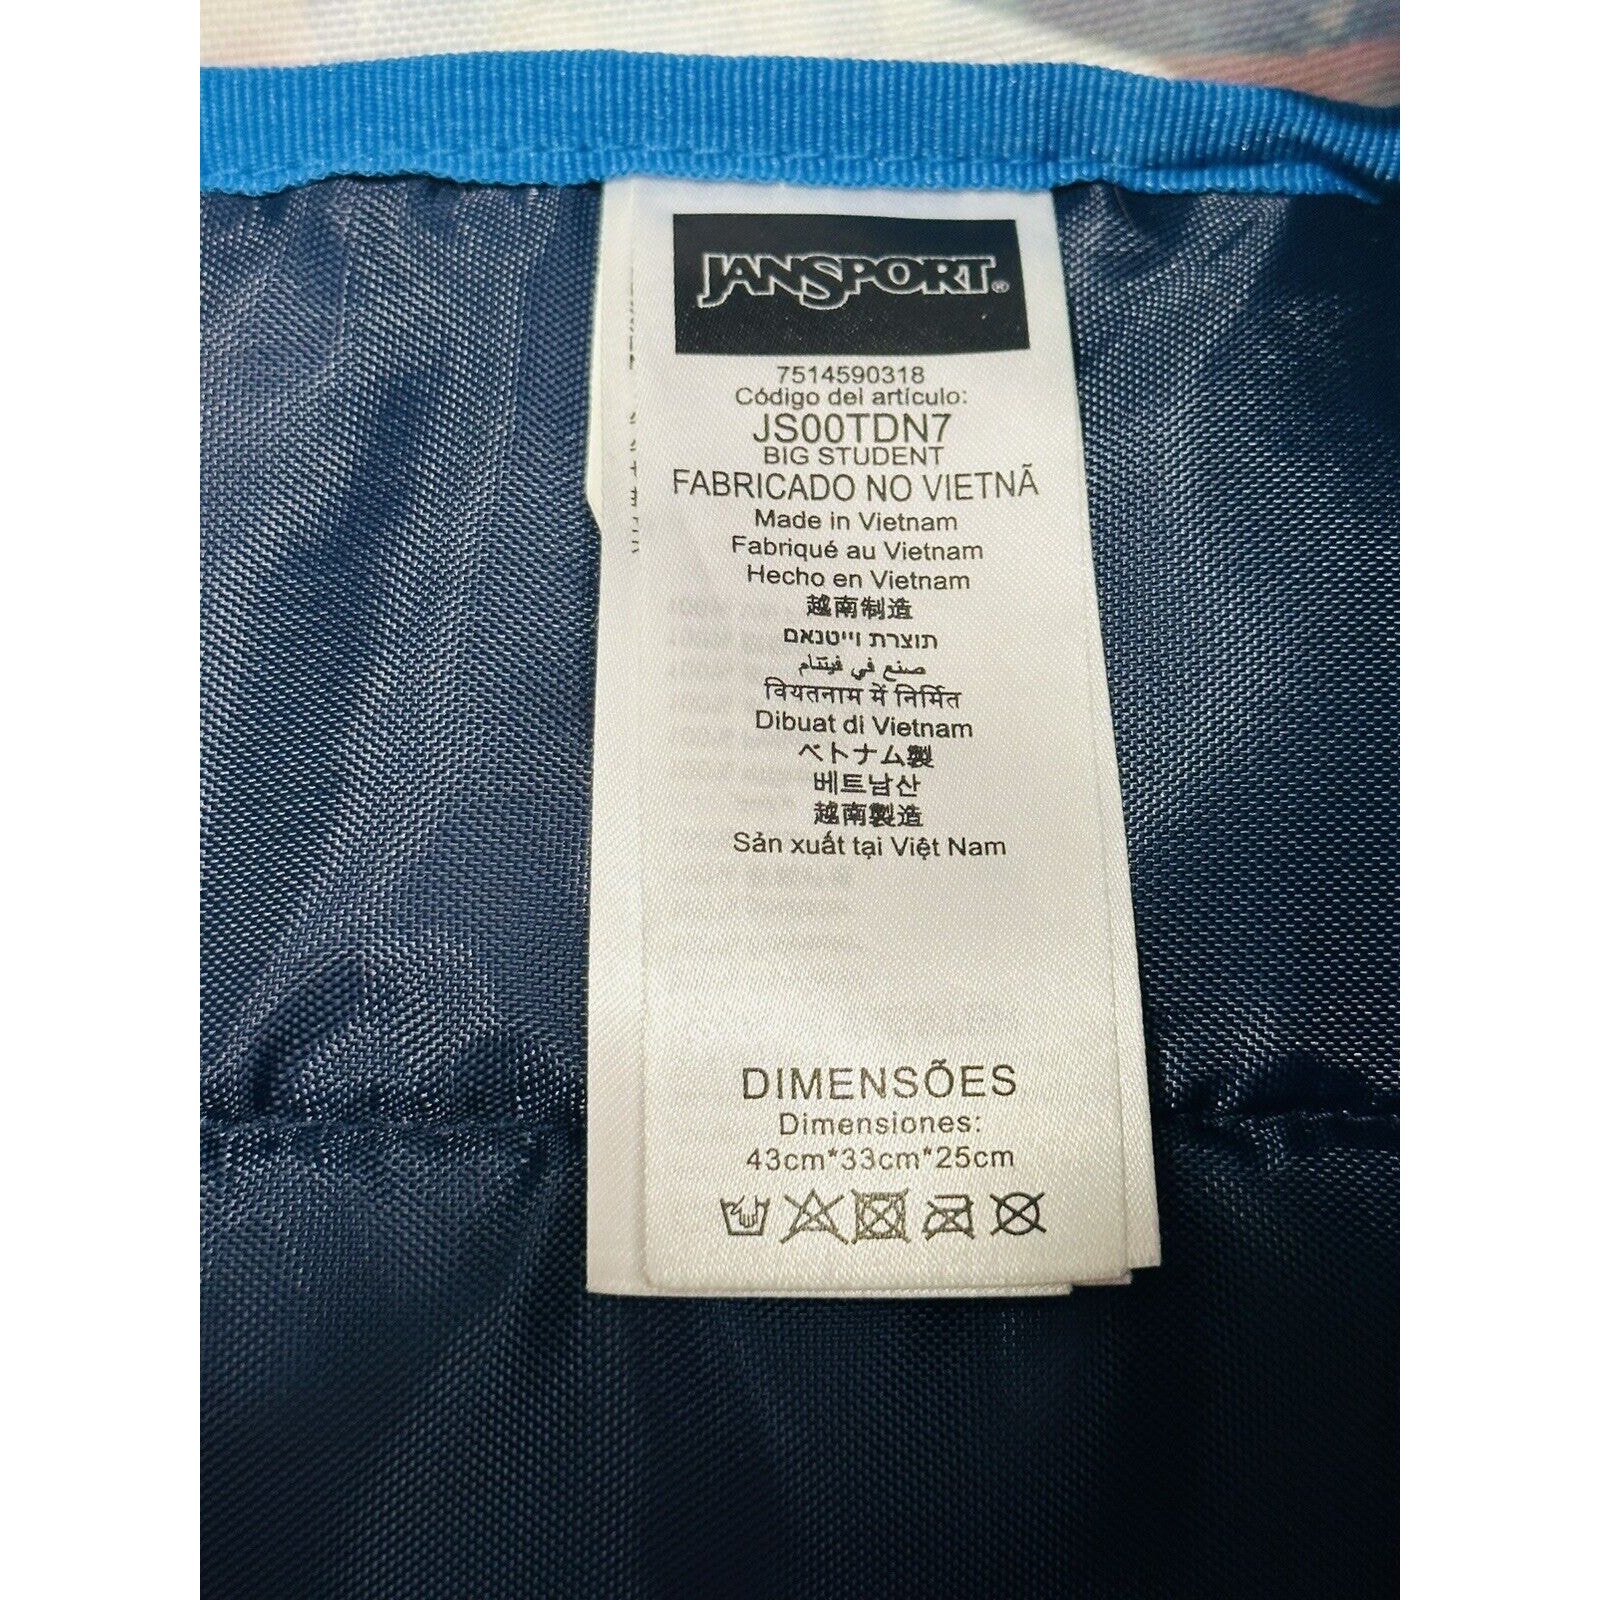 JANSPORT®
7514590318
Código del artículo:
JS00TDN7
BIG STUDENT
FABRICADO NO VIETNÃ
Made in Vietnam
Fabriqué au Vietnam
Hecho en Vietnam
越南制造
תוצרת וייטנאם
صنع في فيتنام
वियतनाम में निर्मित
Dibuat di Vietnam
ベトナム製
베트남산
越南製造
Sản xuất tại Việt Nam
DIMENSÕES
Dimensiones:
43cm*33cm*25cm